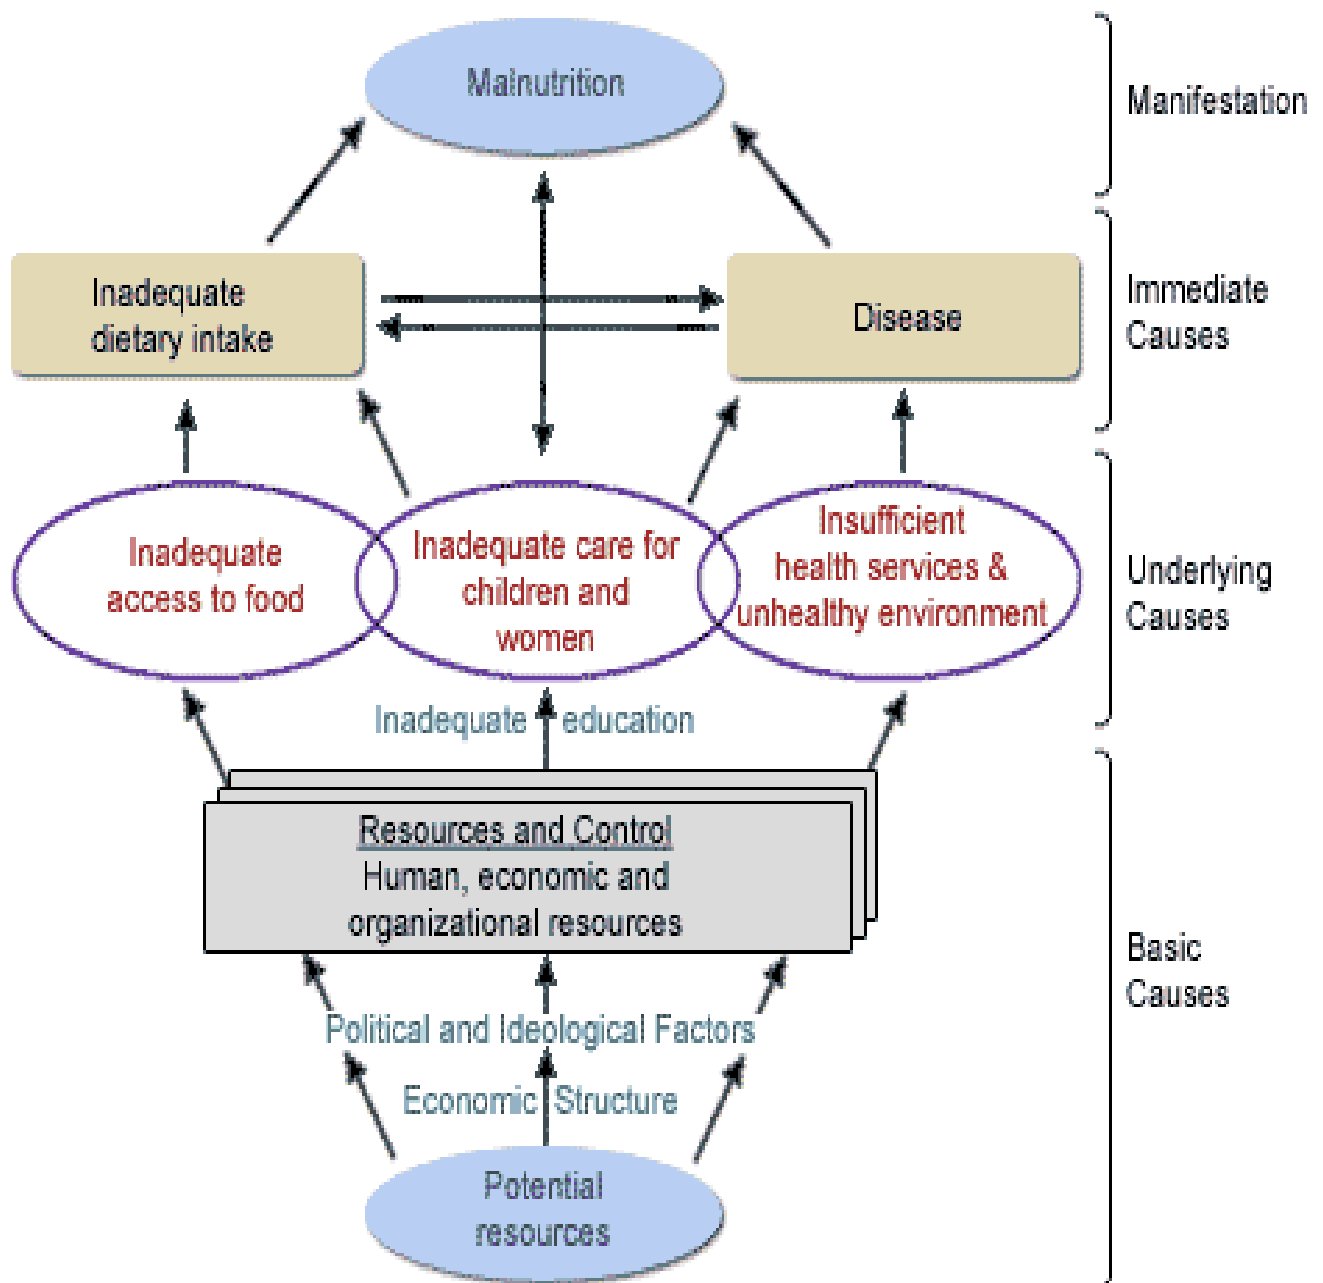 Malnutrition
Manifestation
Inadequate
dietary intake
Disease
Immediate
Causes
Inadequate
access to food
Inadequate care for
children and
women
Insufficient
health services &
unhealthy environment
Underlying
Causes
Inadequate education
Resources and Control
Human, economic and
organizational resources
Basic
Causes
Political and Ideological Factors
Economic Structure
Potential
resources